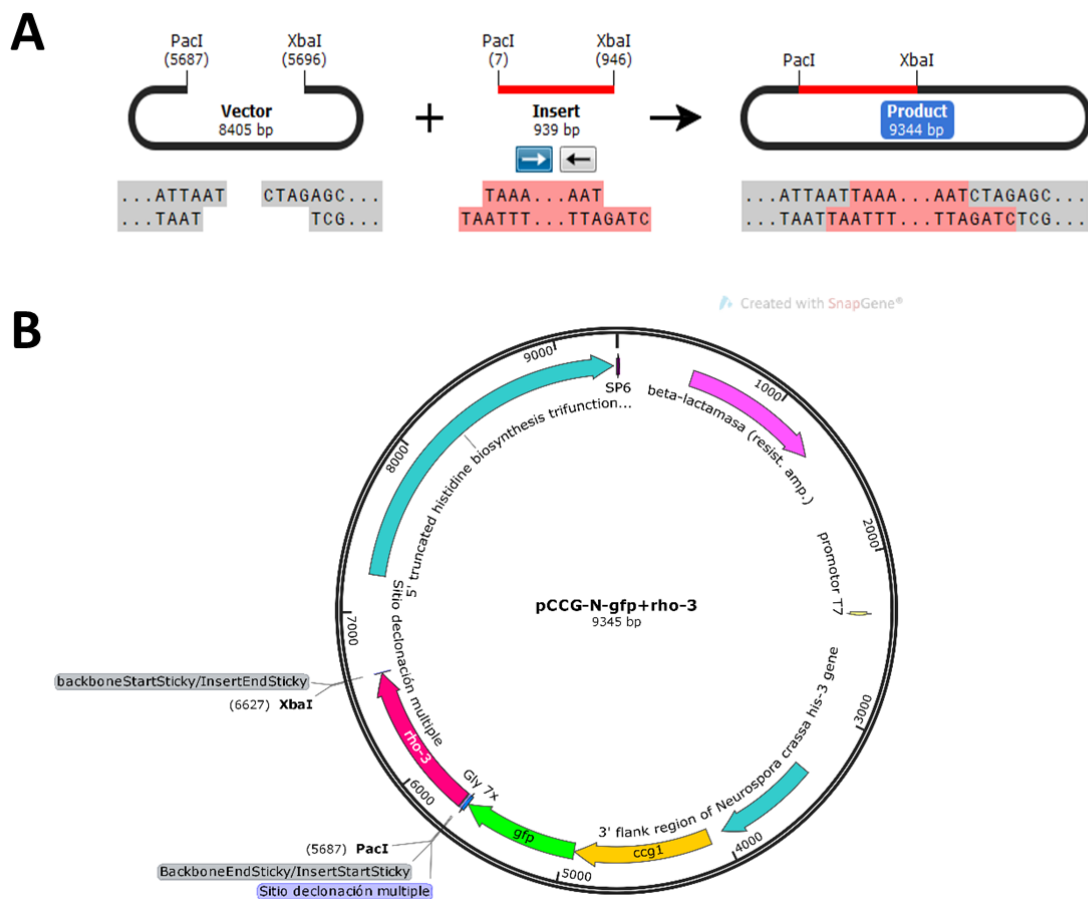 A
PacI
(5687)
XbaI
(5696)
Vector
8405 bp
+
PacI
(7)
XbaI
(946)
Insert
939 bp
PacI
XbaI
Product
9344 bp
...ATTAAT CTAGAGC...
...TAAT TCG...
TAAA...AAT
TAATTT...TTAGATC
...ATTAATTAAA...AATCTAGAGC...
...TAATTAATTT...TTAGATCTCG...
Created with SnapGene®
B
9000
SP6
1000
beta-lactamasa (resist. amp.)
8000
5' truncated histidine biosynthesis trifunction...
2000
promotor T7
pCCG-N-gfp+rho-3
9345 bp
7000
Sitio declonación multiple
backboneStartSticky/InsertEndSticky
(6627) XbaI
rho-3
3000
6000
Gly 7x
3' flank region of Neurospora crassa his-3 gene
gfp
ccg1
4000
5000
(5687) PacI
BackboneEndSticky/InsertStartSticky
Sitio declonación multiple